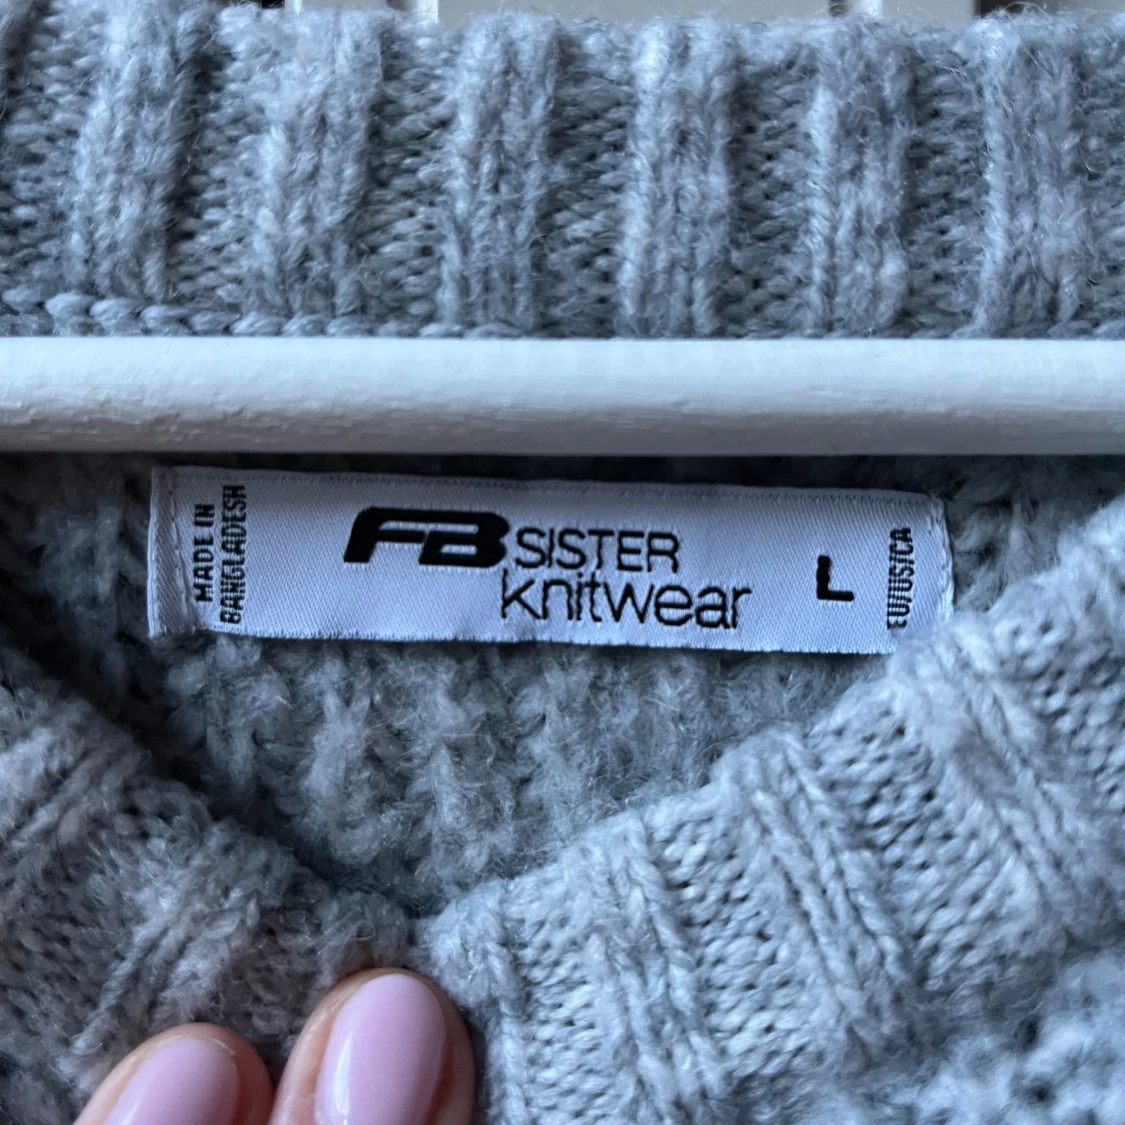 MADE IN
BANGLADESH
FB SISTER
knitwear
L
EU/US/CA